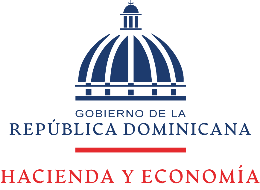 GOBIERNO DE LA
REPÚBLICA DOMINICANA
HACIENDA Y ECONOMÍA